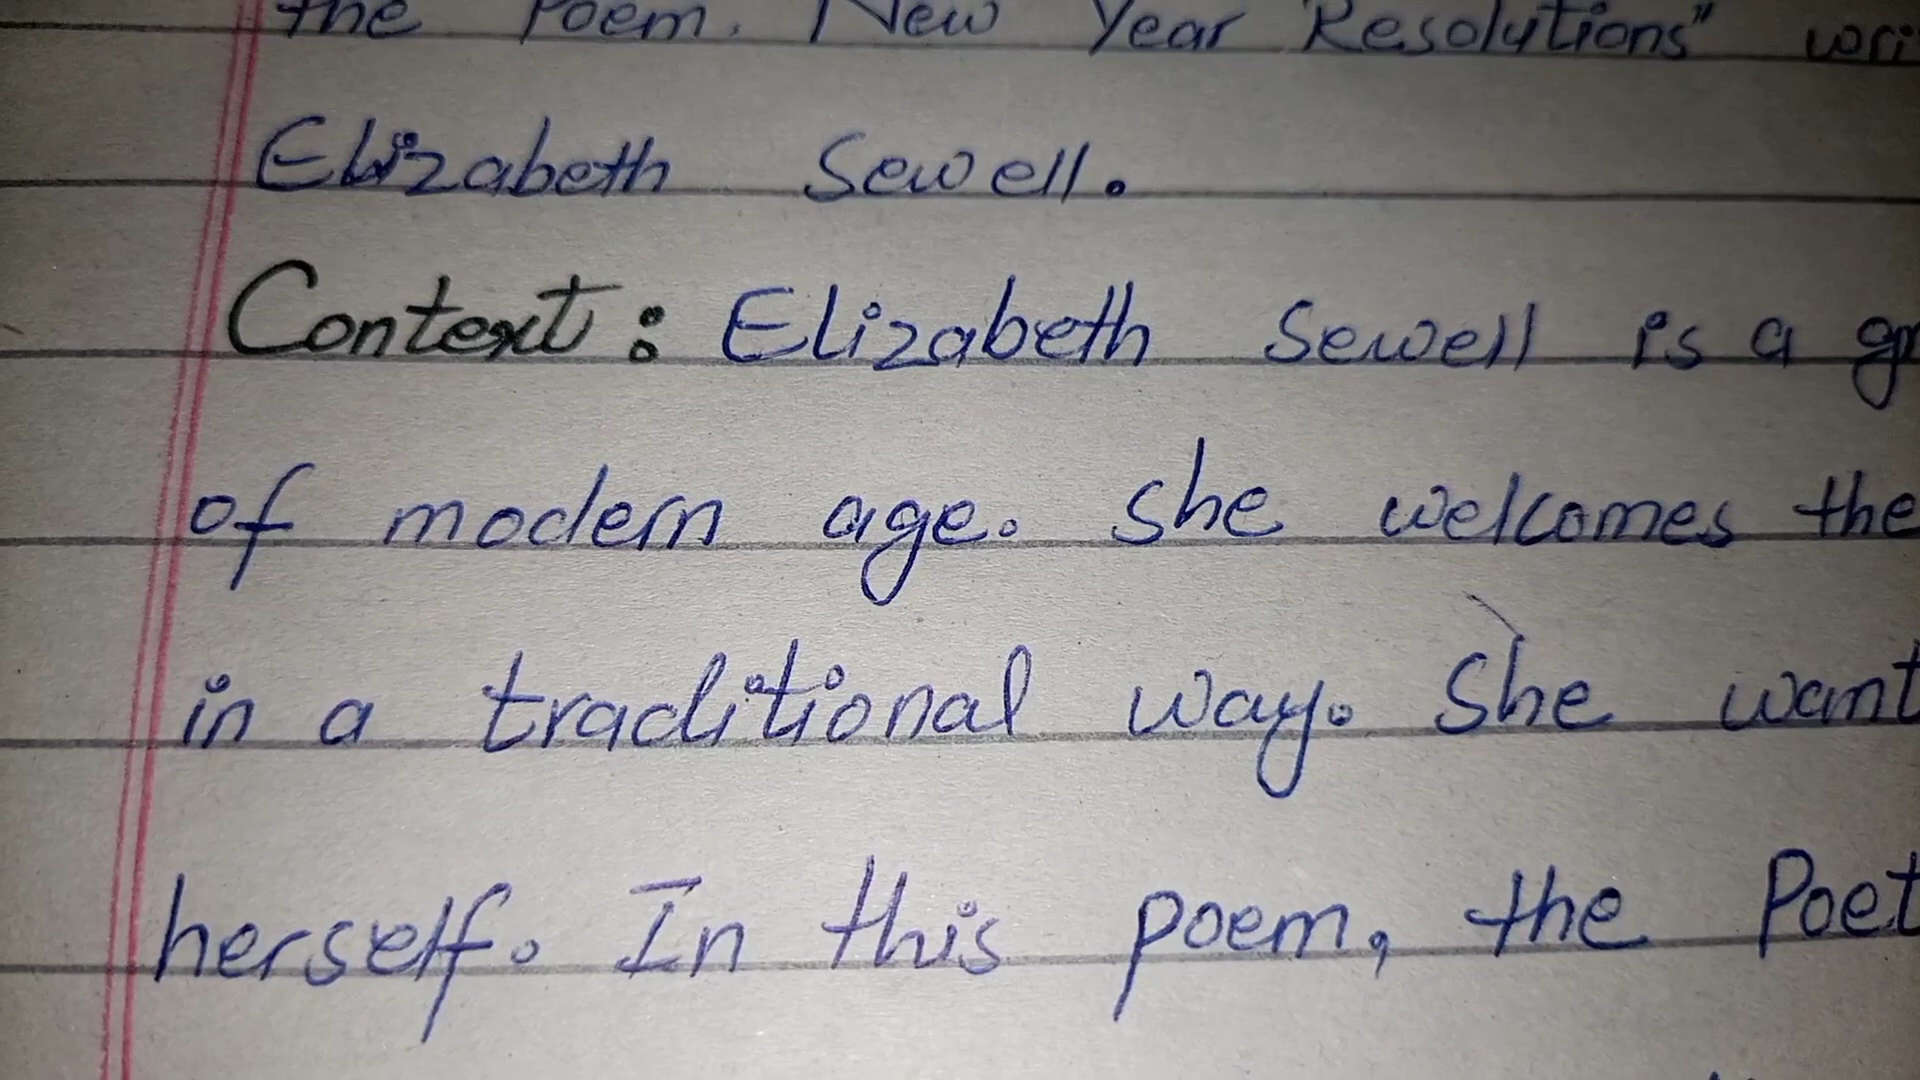 the Poem, New Year Resolutions"
Elizabeth Sewell.
Context: Elizabeth Sewell is a
of modern age. She welcomes the
in a traditional way. She want
herself. In this poem, the Poet